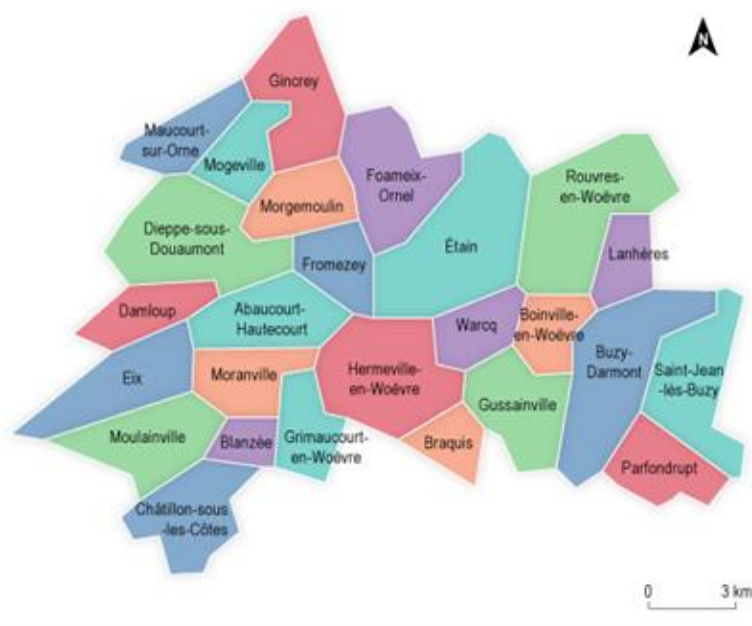 N
Gincrey
Maucourt-
sur-Orne
Mogeville
Foameix-
Ornel
Rouvres-
en-Woëvre
Morgemoulin
Dieppe-sous-
Douaumont
Étain
Lanhères
Fromezey
Damloup
Abaucourt-
Hautecourt
Warcq
Boinville-
en-Woëvre
Buzy-
Darmont
Saint-Jean
-lès-Buzy
Eix
Moranville
Hermeville-
en-Woëvre
Gussainville
Moulainville
Blanzée
Grimaucourt-
en-Woëvre
Braquis
Parfondrupt
Châtillon-sous
-les-Côtes
0 3 km